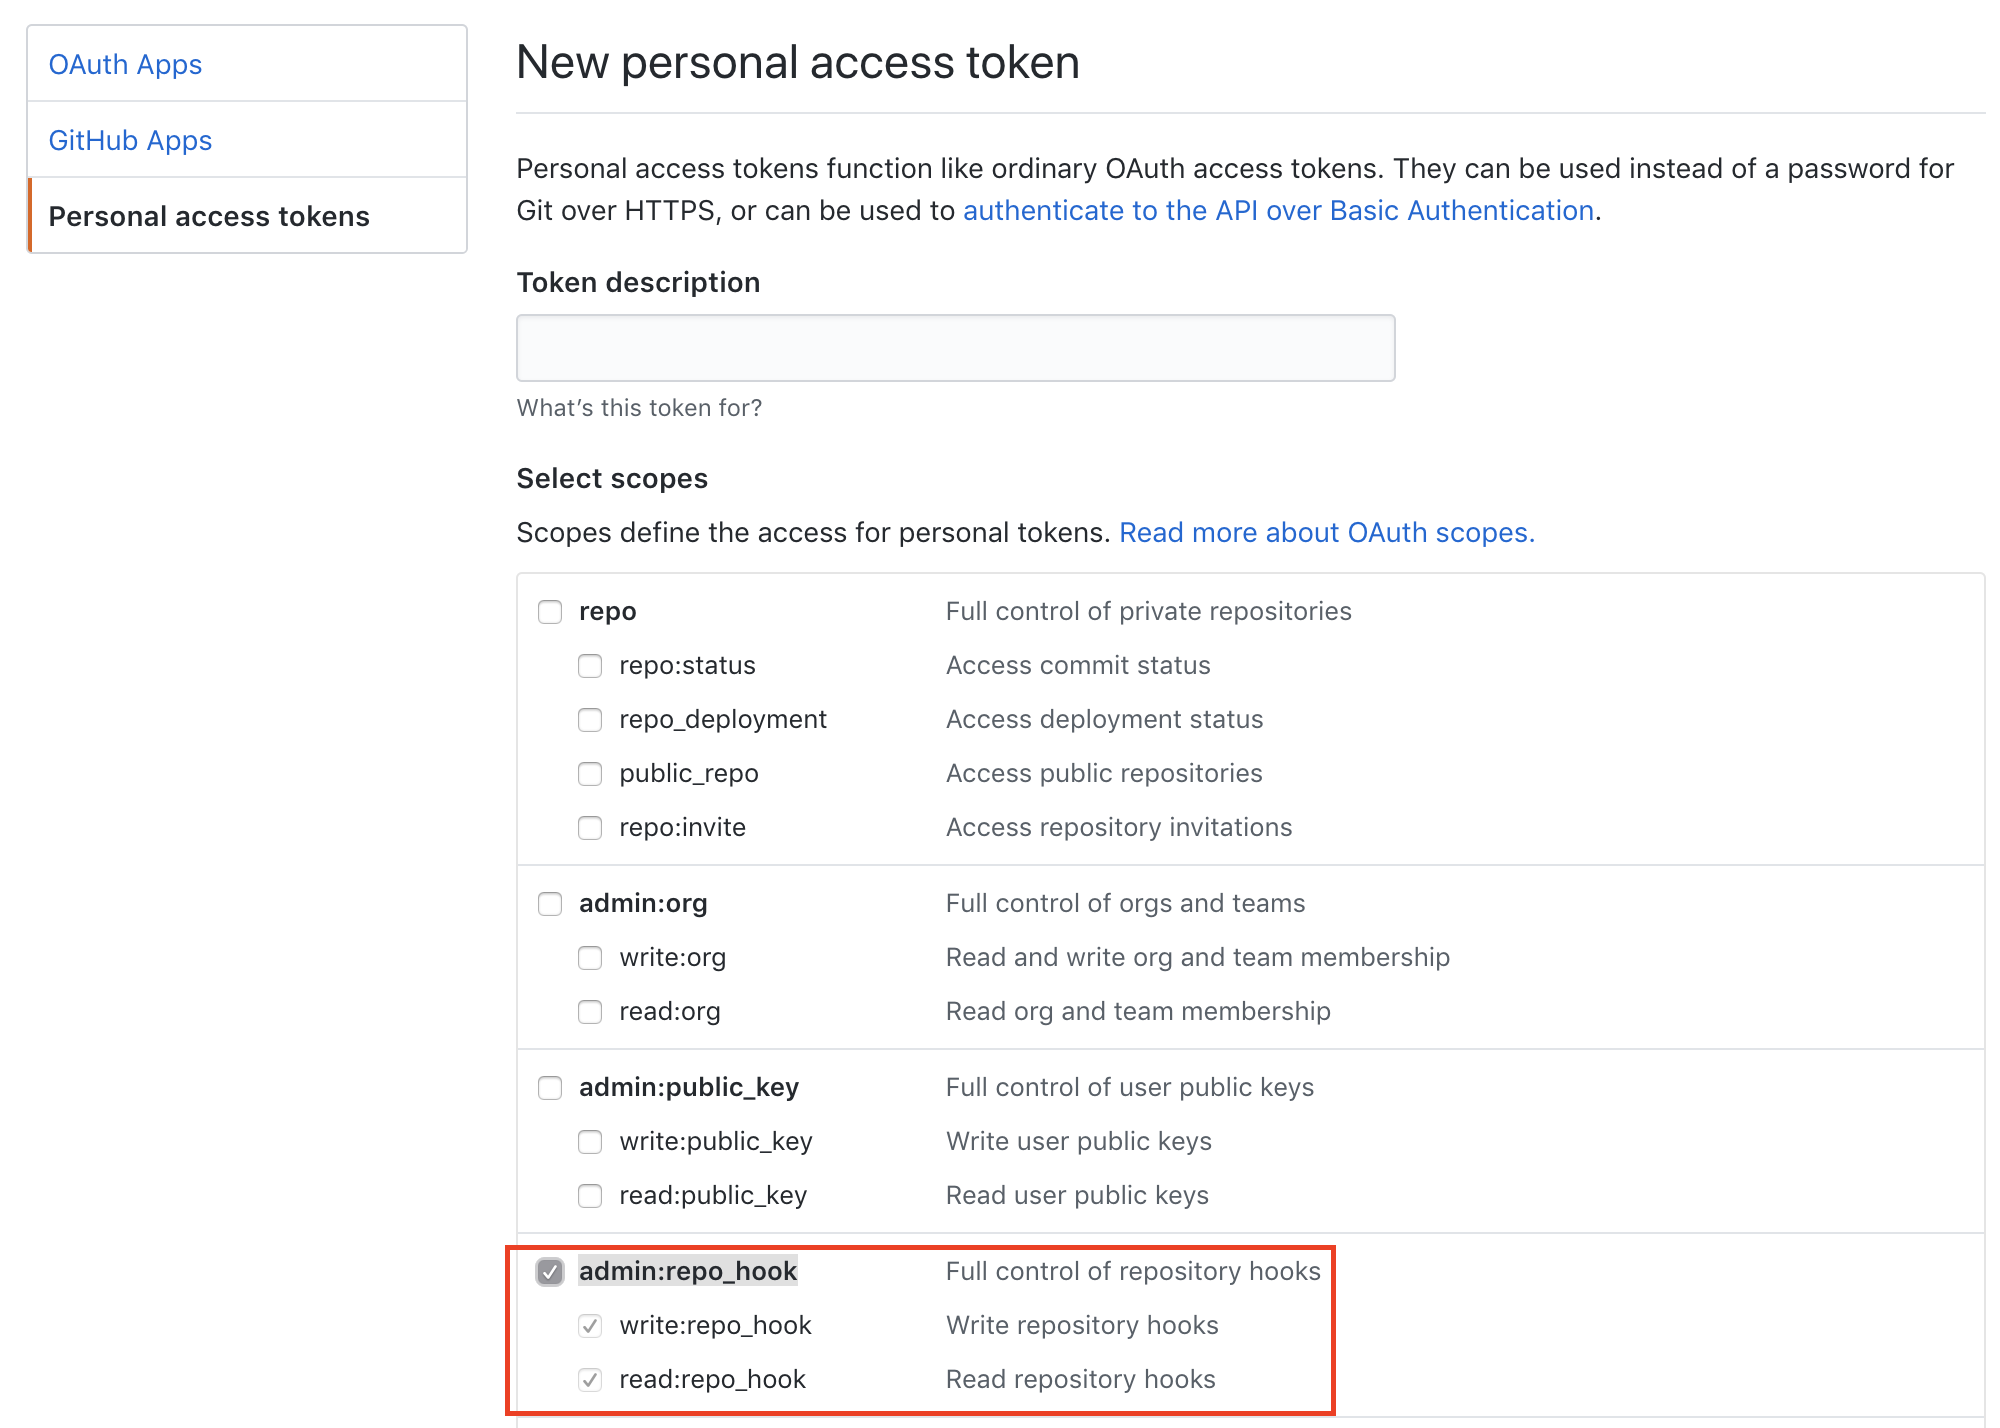 OAuth Apps
GitHub Apps
Personal access tokens
New personal access token
Personal access tokens function like ordinary OAuth access tokens. They can be used instead of a password for
Git over HTTPS, or can be used to authenticate to the API over Basic Authentication.
Token description
What’s this token for?
Select scopes
Scopes define the access for personal tokens. Read more about OAuth scopes.
repo Full control of private repositories
repo:status Access commit status
repo_deployment Access deployment status
public_repo Access public repositories
repo:invite Access repository invitations
admin:org Full control of orgs and teams
write:org Read and write org and team membership
read:org Read org and team membership
admin:public_key Full control of user public keys
write:public_key Write user public keys
read:public_key Read user public keys
admin:repo_hook Full control of repository hooks
write:repo_hook Write repository hooks
read:repo_hook Read repository hooks